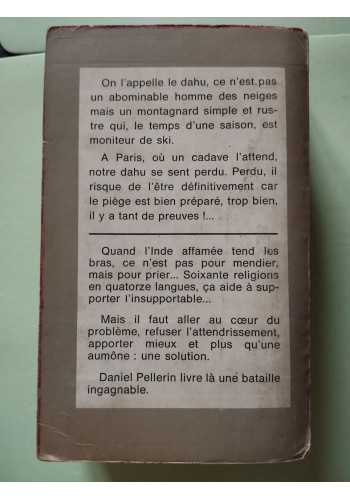 On l'appelle le dahu, ce n'est pas
un abominable homme des neiges
mais un montagnard simple et rus-
tre qui, le temps d'une saison, est
moniteur de ski.
A Paris, où un cadave l'attend,
notre dahu se sent perdu. Perdu, il
risque de l'être définitivement car
le piège est bien préparé, trop bien,
il y a tant de preuves !...
Quand l'Inde affamée tend les
bras, ce n'est pas pour mendier,
mais pour prier... Soixante religions
en quatorze langues, ça aide à sup-
porter l'insupportable...
Mais il faut aller au cœur du
problème, refuser l'attendrissement,
apporter mieux et plus qu'une
aumône : une solution.
Daniel Pellerin livre là une bataille
ingagnable.